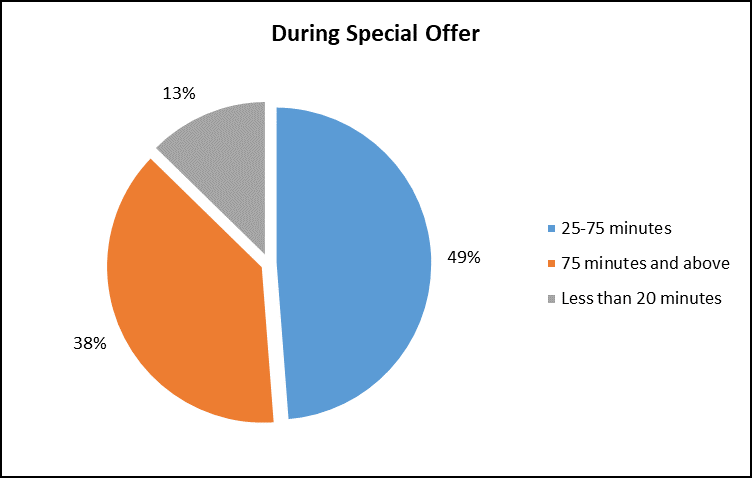 During Special Offer
13%
49%
38%
25-75 minutes
75 minutes and above
Less than 20 minutes